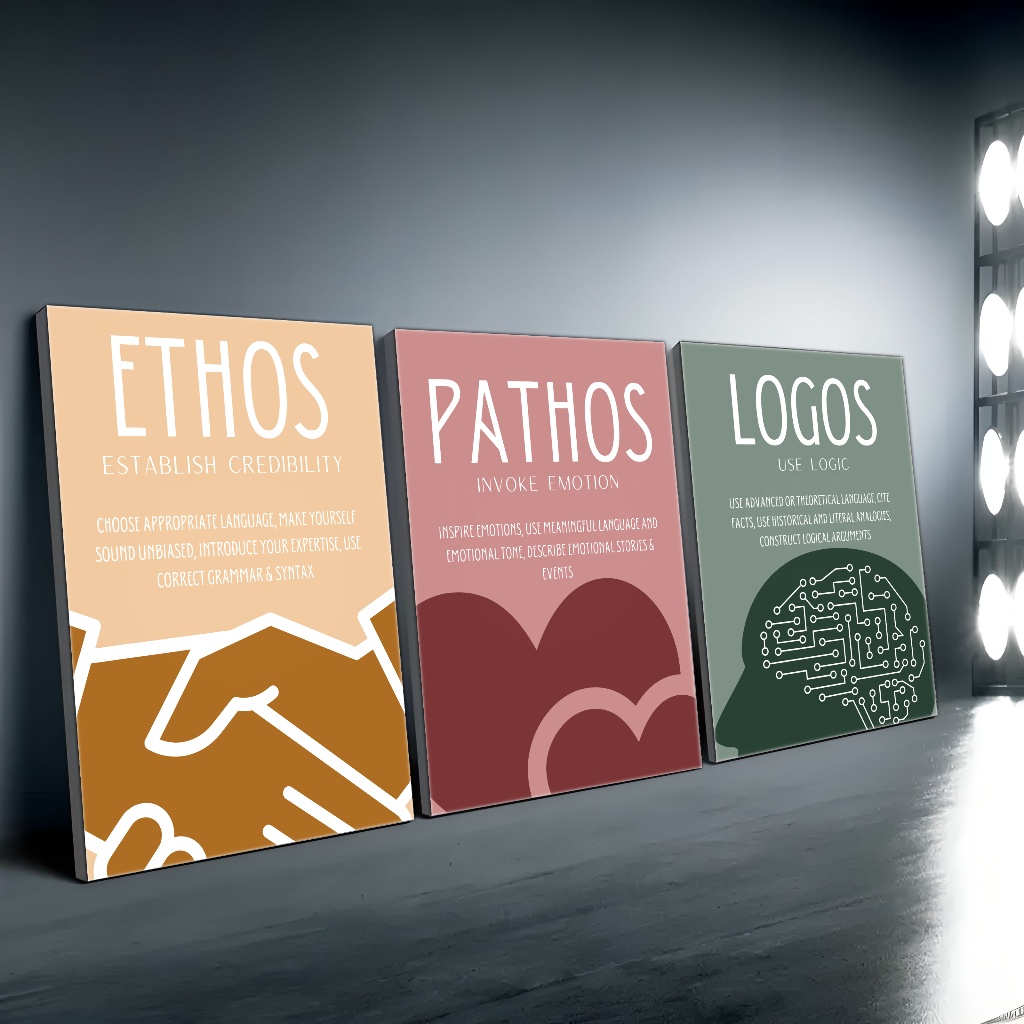 ETHOS
ESTABLISH CREDIBILITY
CHOOSE APPROPRIATE LANGUAGE, MAKE YOURSELF
SOUND UNBIASED, INTRODUCE YOUR EXPERTISE, USE
CORRECT GRAMMAR & SYNTAX
PATHOS
INVOKE EMOTION
INSPIRE EMOTIONS, USE MEANINGFUL LANGUAGE AND
EMOTIONAL TONE, DESCRIBE EMOTIONAL STORIES &
EVENTS
LOGOS
USE LOGIC
USE ADVANCED OR THEORETICAL LANGUAGE, CITE
FACTS, USE HISTORICAL AND LITERAL ANALOGIES,
CONSTRUCT LOGICAL ARGUMENTS